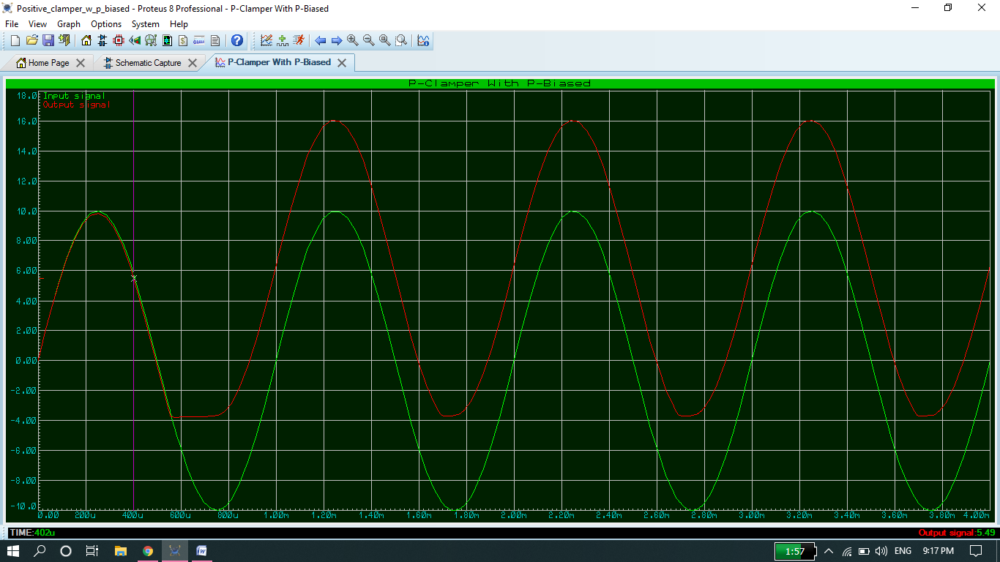 Positive_clamper_w_p_biased - Proteus 8 Professional - P-Clamper With P-Biased
File View Graph Options System Help
Home Page Schematic Capture P-Clamper With P-Biased
P-Clamper With P-Biased
Input signal
Output signal
18.0
16.0
14.0
12.0
10.0
8.00
6.00
4.00
2.00
0.00
-2.00
-4.00
-6.00
-8.00
-10.0
0.00 200u 400u 600u 800u 1.00m 1.20m 1.40m 1.60m 1.80m 2.00m 2.20m 2.40m 2.60m 2.80m 3.00m 3.20m 3.40m 3.60m 3.80m 4.00m
TIME:402u Output signal:5.49
1:57 ENG 9:17 PM